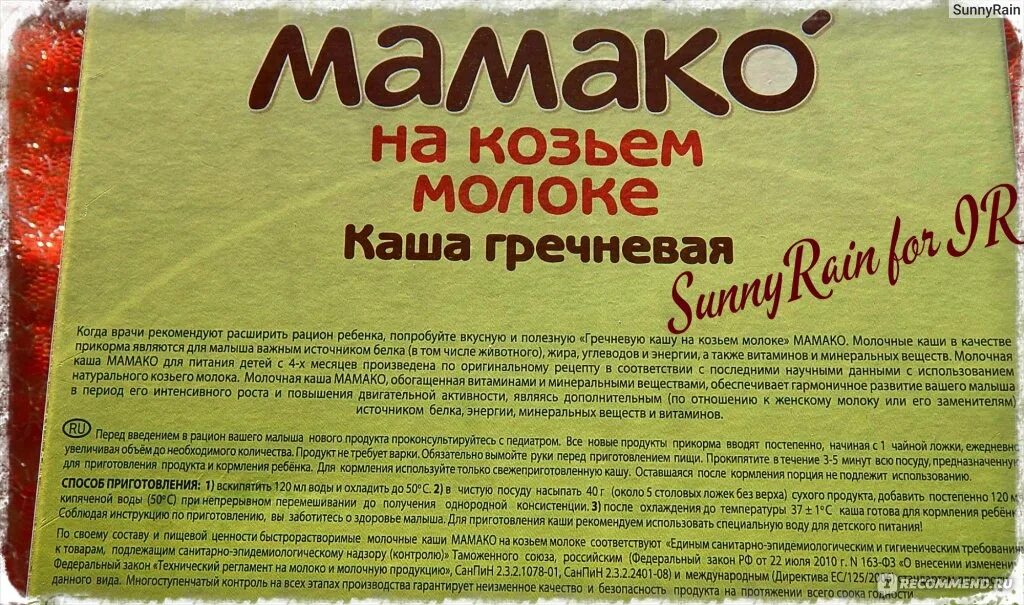 SunnyRain
МАМАКО́
на козьем
молоке
Каша гречневая
SunnyRain for IR
Когда врачи рекомендуют расширить рацион ребенка, попробуйте вкусную и полезную «Гречневую кашу на козьем молоке» МАМАКО. Молочные каши в качестве
прикорма являются для малыша важным источником белка (в том числе животного), жира, углеводов и энергии, а также витаминов и минеральных веществ. Молочная
каша МАМАКО для питания детей с 4-х месяцев произведена по оригинальному рецепту в соответствии с последними научными данными с использованием
натурального козьего молока. Молочная каша МАМАКО, обогащенная витаминами и минеральными веществами, обеспечивает гармоничное развитие вашего малыша
в период его интенсивного роста и повышения двигательной активности, являясь дополнительным (по отношению к женскому молоку или его заменителям)
источником белка, энергии, минеральных веществ и витаминов.
RU Перед введением в рацион вашего малыша нового продукта проконсультируйтесь с педиатром. Все новые продукты прикорма вводят постепенно, начиная с 1 чайной ложки, ежедневно
увеличивая объём до необходимого количества. Продукт не требует варки. Обязательно вымойте руки перед приготовлением пищи. Прокипятите в течение 3-5 минут всю посуду, предназначенную
для приготовления продукта и кормления ребёнка. Для кормления используйте только свежеприготовленную кашу. Оставшаяся после кормления порция не подлежит использованию.
СПОСОБ ПРИГОТОВЛЕНИЯ: 1) вскипятить 120 мл воды и охладить до 50°С. 2) в чистую посуду насыпать 40 г (около 5 столовых ложек без верха) сухого продукта, добавить постепенно 120 м
кипяченой воды (50°С) при непрерывном перемешивании до получения однородной консистенции. 3) после охлаждения до температуры 37 ± 1°С каша готова для кормления ребён
Соблюдая инструкцию по приготовлению, вы заботитесь о здоровье малыша. Для приготовления каши рекомендуем использовать специальную воду для детского питания!
По своему составу и пищевой ценности быстрорастворимые молочные каши МАМАКО на козьем молоке соответствуют «Единым санитарно-эпидемиологическим и гигиеническим требования
к товарам, подлежащим санитарно-эпидемиологическому надзору (контролю)» Таможенного союза, российским (Федеральный закон РФ от 22 июля 2010 г. N 163-ФЗ «О внесении изменени
Федеральный закон «Технический регламент на молоко и молочную продукцию», СанПиН 2.3.2.1078-01, СанПиН 2.3.2.2401-08) и международным (Директива ЕС/125/20
данного вида. Многоступенчатый контроль на всех этапах производства гарантирует неизменное качество и безопасность продукта на протяжении всего срока годности
IRECOMMEND.RU